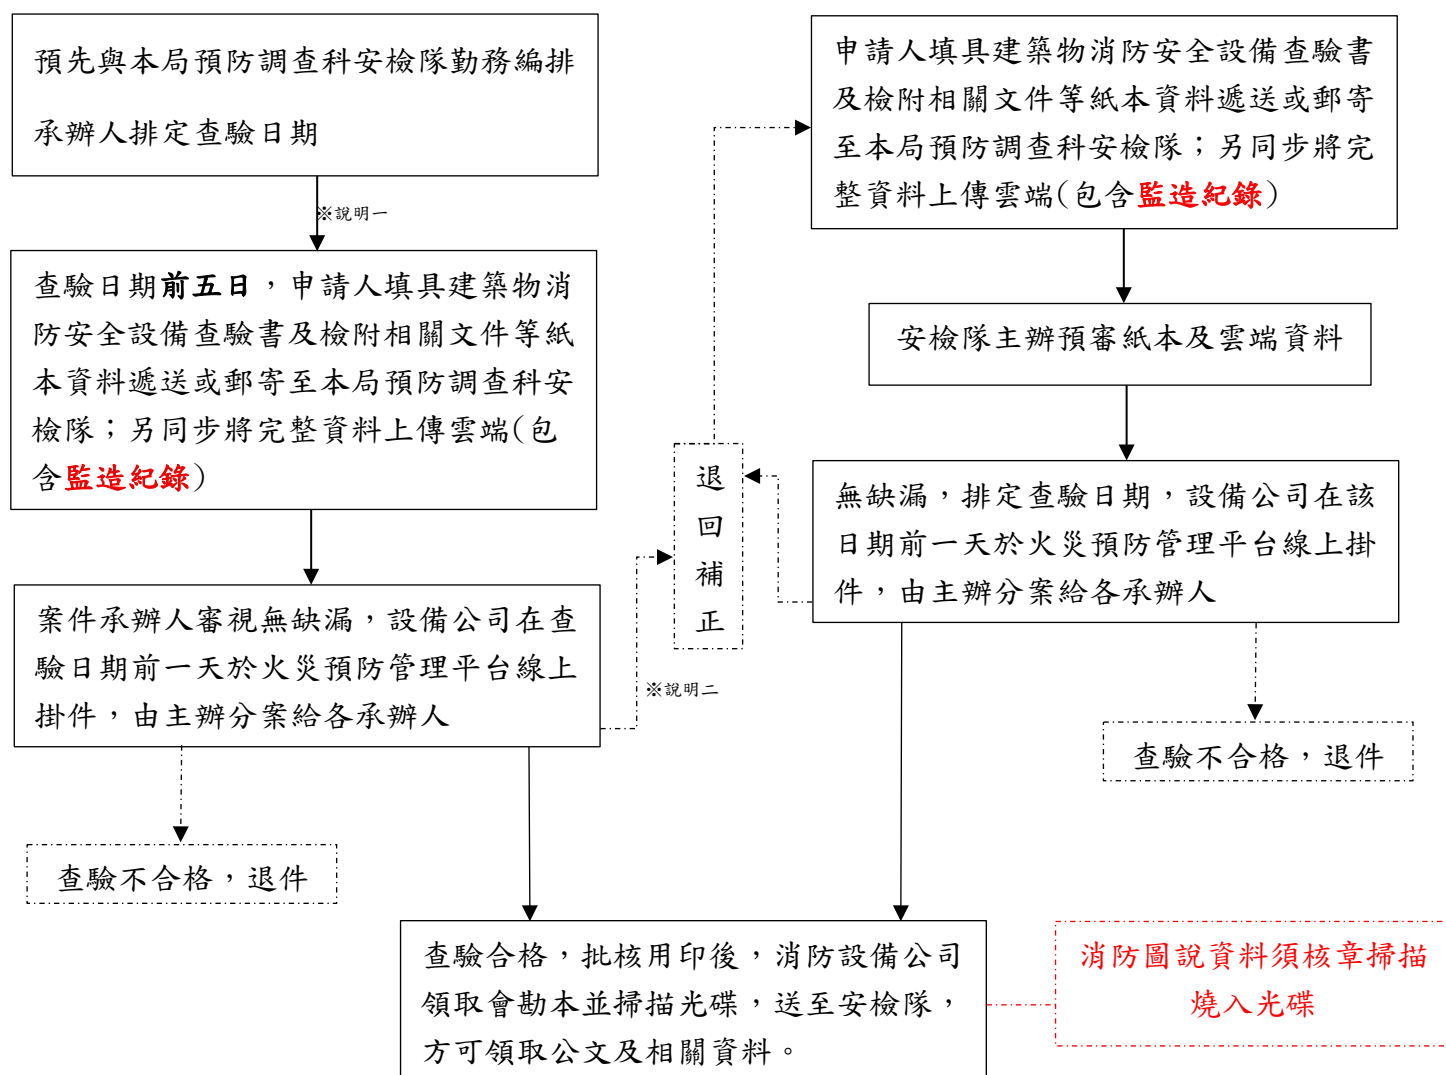 預先與本局預防調查科安檢隊勤務編排
承辦人排定查驗日期
※說明一
查驗日期前五日，申請人填具建築物消
防安全設備查驗書及檢附相關文件等紙
本資料遞送或郵寄至本局預防調查科安
檢隊；另同步將完整資料上傳雲端(包
含監造紀錄)
案件承辦人審視無缺漏，設備公司在查
驗日期前一天於火災預防管理平台線上
掛件，由主辦分案給各承辦人
※說明二
查驗不合格，退件
退
回
補
正
申請人填具建築物消防安全設備查驗書
及檢附相關文件等紙本資料遞送或郵寄
至本局預防調查科安檢隊；另同步將完
整資料上傳雲端(包含監造紀錄)
安檢隊主辦預審紙本及雲端資料
無缺漏，排定查驗日期，設備公司在該
日期前一天於火災預防管理平台線上掛
件，由主辦分案給各承辦人
查驗不合格，退件
查驗合格，批核用印後，消防設備公司
領取會勘本並掃描光碟，送至安檢隊，
方可領取公文及相關資料。
消防圖說資料須核章掃描
燒入光碟